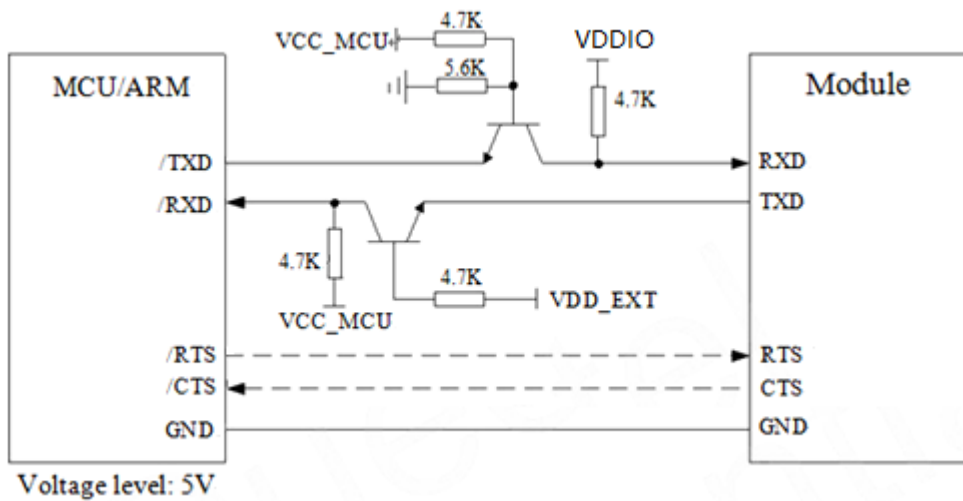 4.7K
VCC_MCU
VDDIO
5.6K
MCU/ARM
4.7K
Module
/TXD
RXD
/RXD
TXD
4.7K
4.7K
VDD_EXT
VCC_MCU
/RTS
RTS
/CTS
CTS
GND
GND
Voltage level: 5V